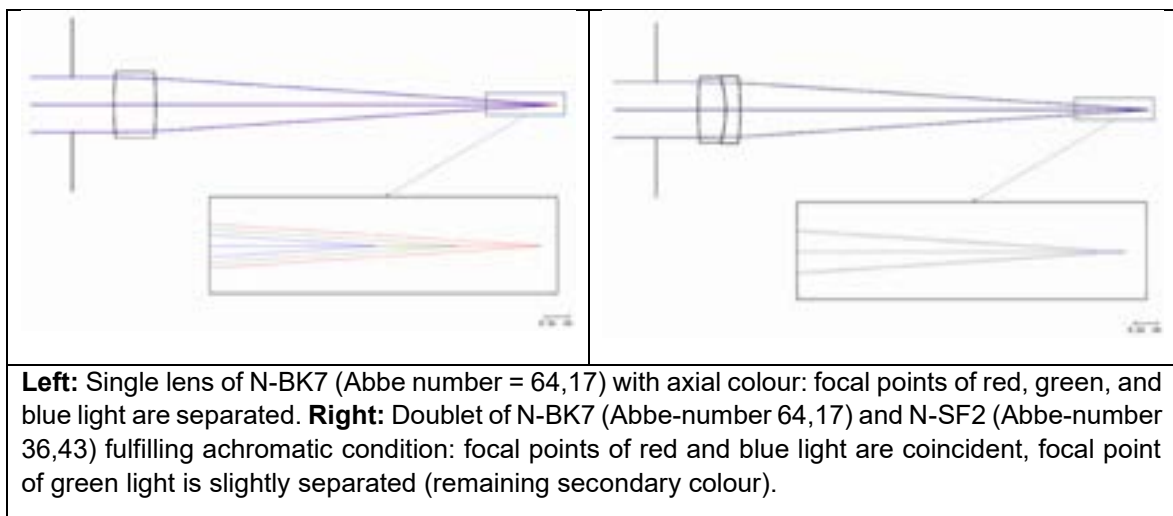 Left: Single lens of N-BK7 (Abbe number = 64,17) with axial colour: focal points of red, green, and
blue light are separated. Right: Doublet of N-BK7 (Abbe-number 64,17) and N-SF2 (Abbe-number
36,43) fulfilling achromatic condition: focal points of red and blue light are coincident, focal point
of green light is slightly separated (remaining secondary colour).